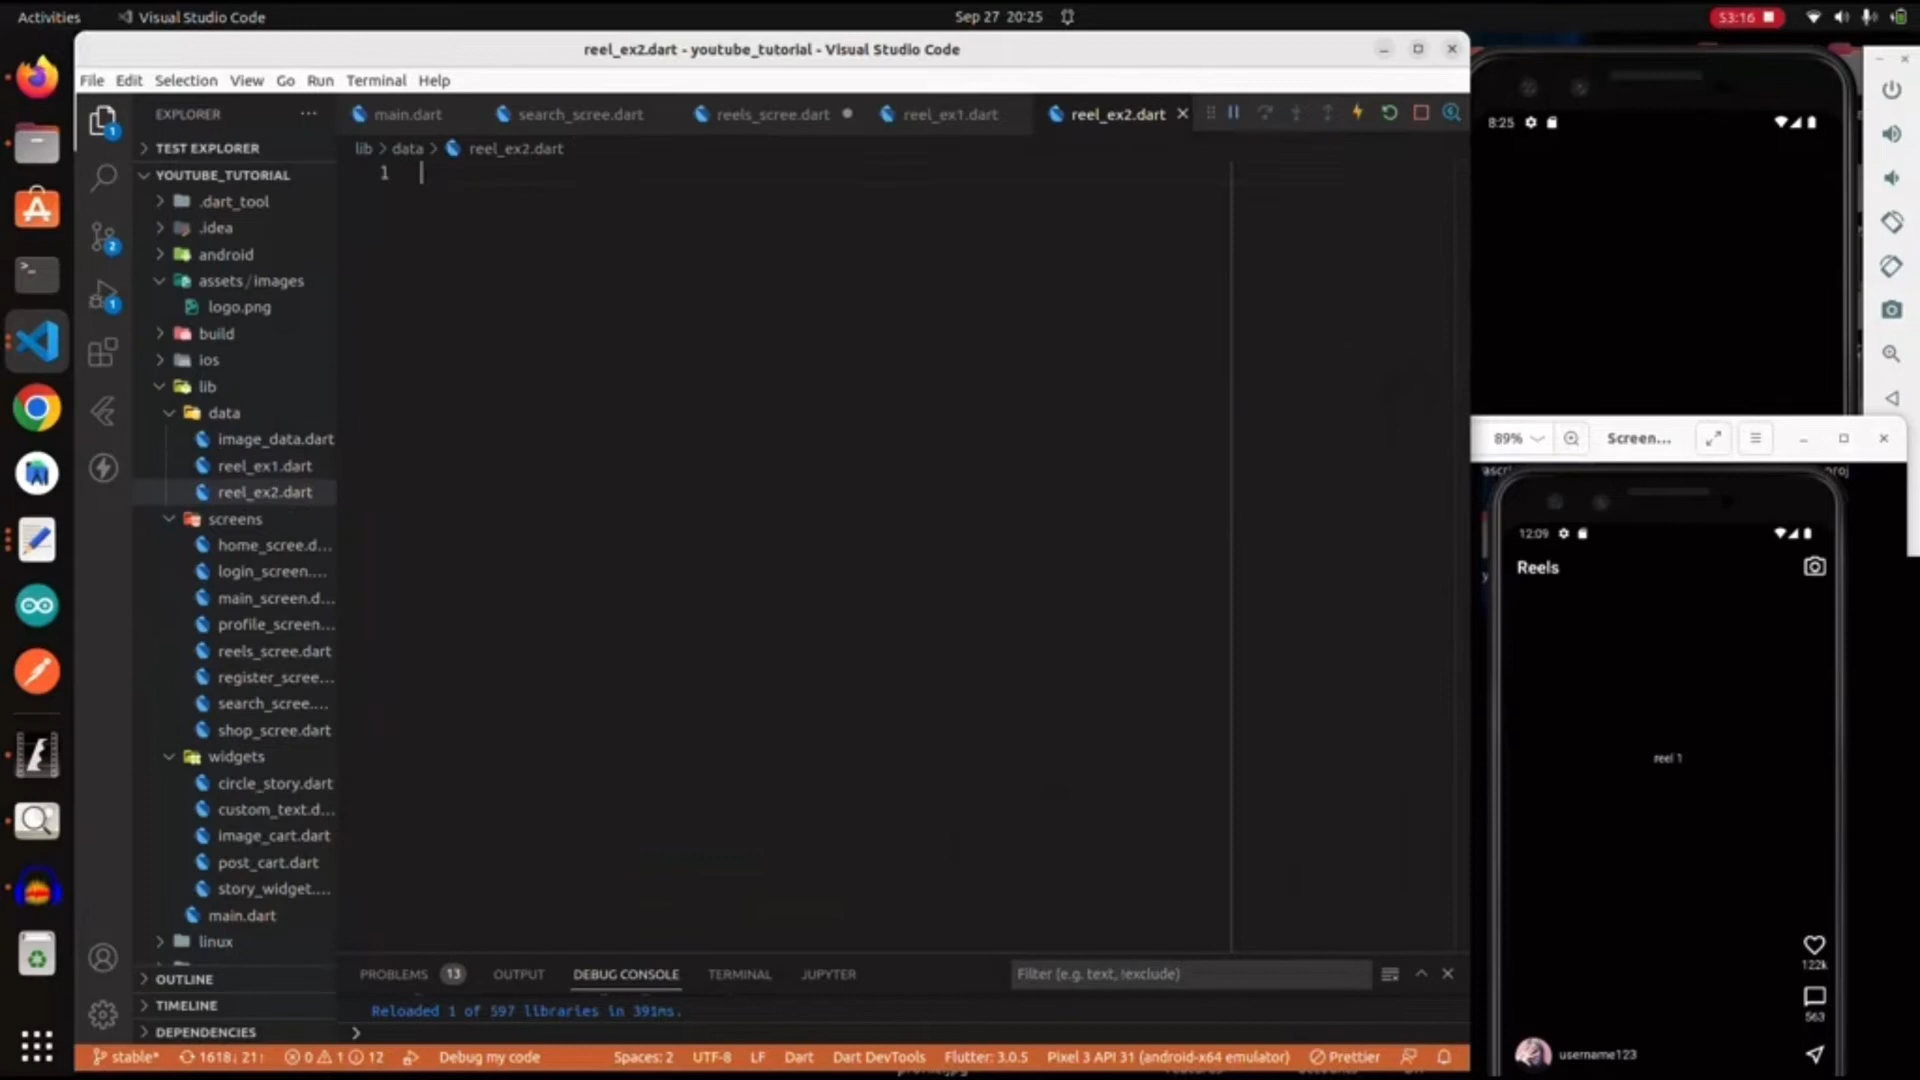 Activities
Visual Studio Code
Sep 27 20:25
53:16
reel_ex2.dart - youtube_tutorial - Visual Studio Code
File Edit Selection View Go Run Terminal Help
EXPLORER
main.dart
search_scree.dart
reels_scree.dart
reel_ex1.dart
reel_ex2.dart
lib > data > reel_ex2.dart
1
TEST EXPLORER
YOUTUBE_TUTORIAL
.dart_tool
.idea
android
assets/images
logo.png
build
ios
lib
data
image_data.dart
reel_ex1.dart
reel_ex2.dart
screens
home_scree.d...
login_screen....
main_screen.d...
profile_screen...
reels_scree.dart
register_scree...
search_scree....
shop_scree.dart
widgets
circle_story.dart
custom_text.d...
image_cart.dart
post_cart.dart
story_widget....
main.dart
linux
OUTLINE
TIMELINE
DEPENDENCIES
1
2
1
PROBLEMS 13 OUTPUT DEBUG CONSOLE TERMINAL JUPYTER
Filter (e.g. text, !exclude)
Reloaded 1 of 597 libraries in 391ms.
stable* 1618↓ 21↑ 0 1 12 Debug my code
Spaces: 2 UTF-8 LF Dart Dart DevTools Flutter: 3.0.5 Pixel 3 API 31 (android-x64 emulator) Prettier
8:25
89%
Screen...
12:09
Reels
reel 1
122k
563
username123